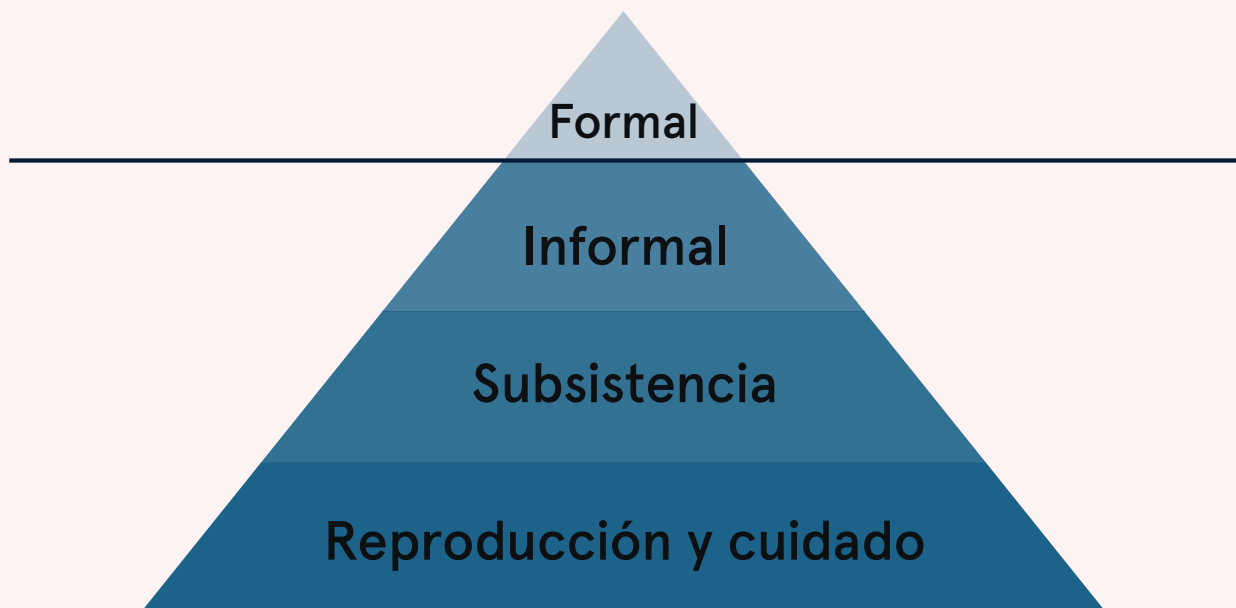 Formal
Informal
Subsistencia
Reproducción y cuidado